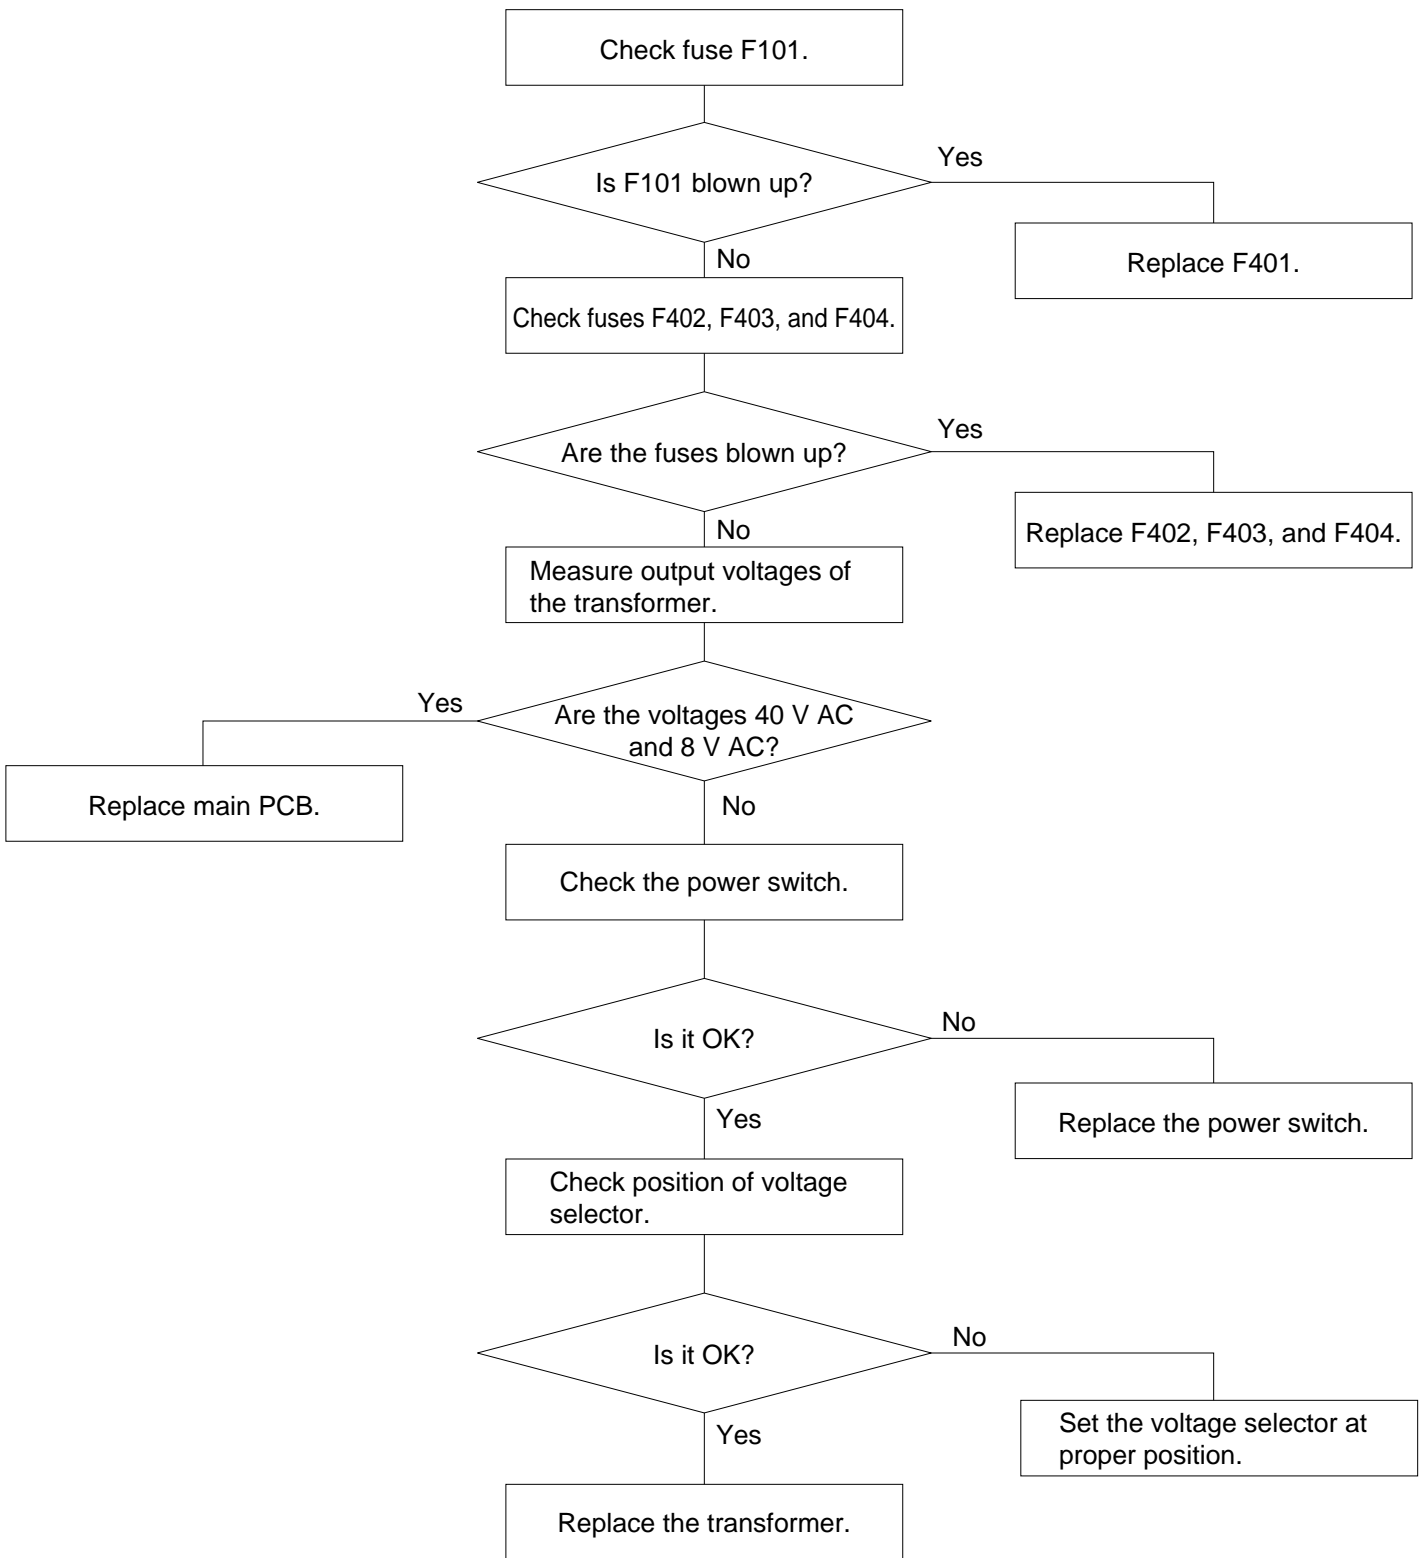 Check fuse F101.
Is F101 blown up?
Yes
Replace F401.
No
Check fuses F402, F403, and F404.
Are the fuses blown up?
Yes
Replace F402, F403, and F404.
No
Measure output voltages of
the transformer.
Are the voltages 40 V AC
and 8 V AC?
Yes
Replace main PCB.
No
Check the power switch.
Is it OK?
No
Replace the power switch.
Yes
Check position of voltage
selector.
Is it OK?
No
Set the voltage selector at
proper position.
Yes
Replace the transformer.